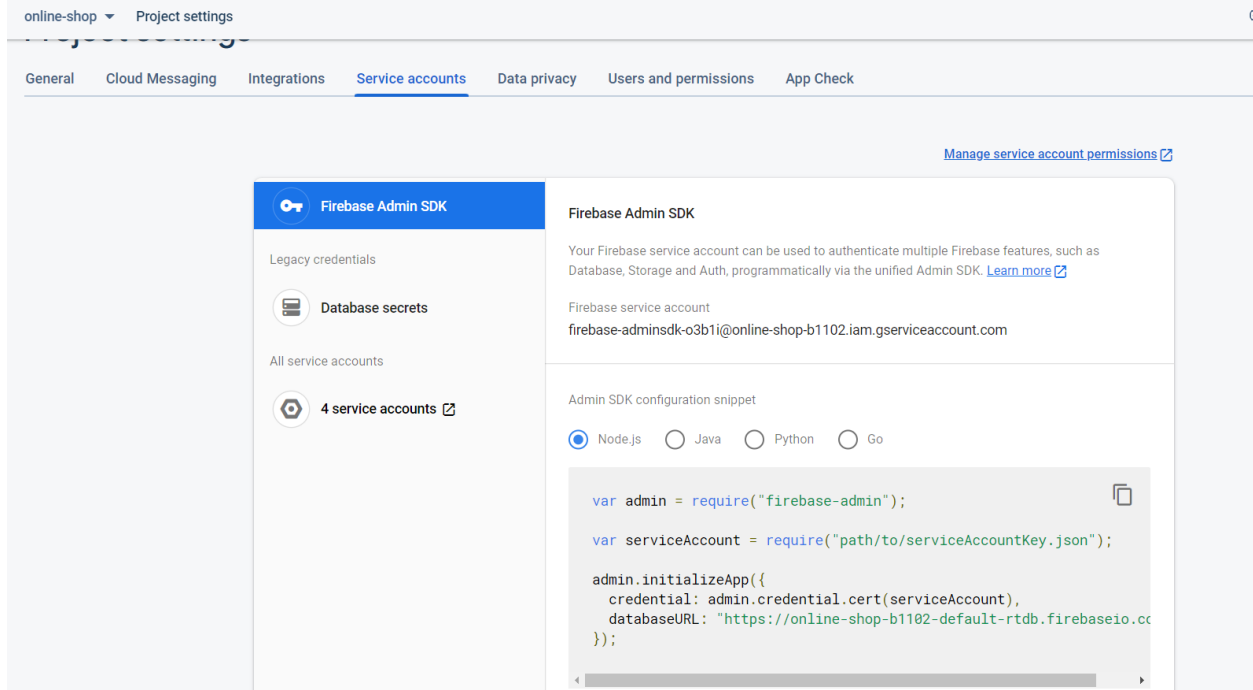 online-shop Project settings
Project settings
General Cloud Messaging Integrations Service accounts Data privacy Users and permissions App Check
Manage service account permissions
Firebase Admin SDK
Legacy credentials
Database secrets
All service accounts
4 service accounts
Firebase Admin SDK
Your Firebase service account can be used to authenticate multiple Firebase features, such as
Database, Storage and Auth, programmatically via the unified Admin SDK. Learn more
Firebase service account
firebase-adminsdk-o3b1i@online-shop-b1102.iam.gserviceaccount.com
Admin SDK configuration snippet
Node.js Java Python Go
var admin = require("firebase-admin");
var serviceAccount = require("path/to/serviceAccountKey.json");
admin.initializeApp({
credential: admin.credential.cert(serviceAccount),
databaseURL: "https://online-shop-b1102-default-rtdb.firebaseio.co
});